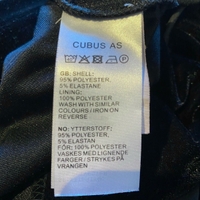 CUBUS AS
GB: SHELL:
95% POLYESTER,
5% ELASTANE
LINING:
100% POLYESTER
WASH WITH SIMILAR
COLOURS / IRON ON
REVERSE
NO: YTTERSTOFF:
95% POLYESTER,
5% ELASTAN
FÔR: 100% POLYESTER
VASKES MED LIGNENDE
FARGER / STRYKES PÅ
VRANGEN